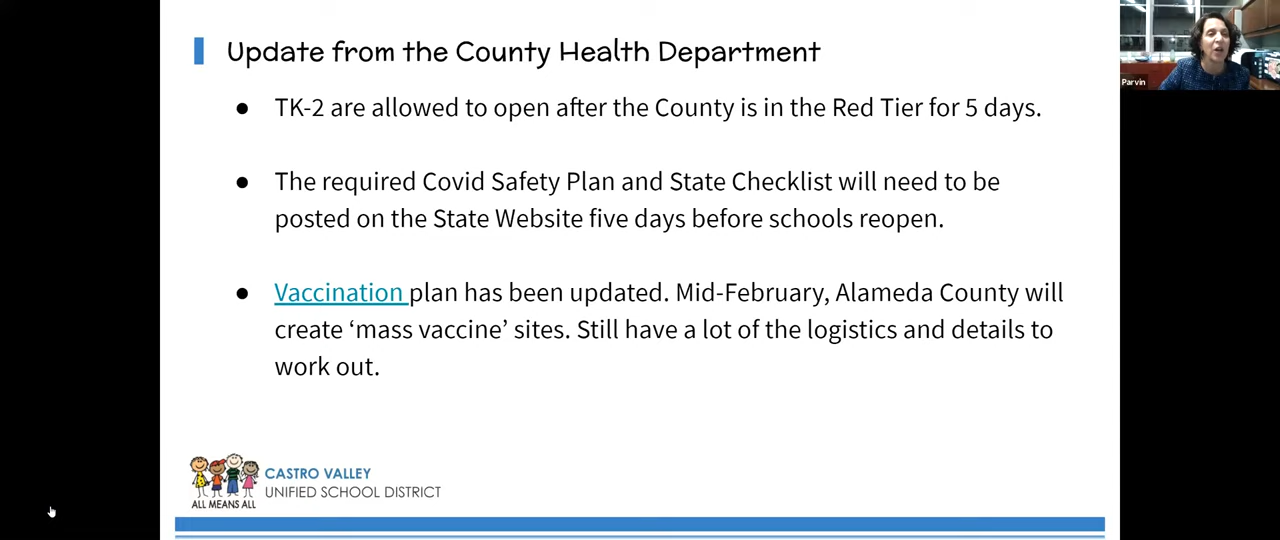 Update from the County Health Department
Parvin
● TK-2 are allowed to open after the County is in the Red Tier for 5 days.
● The required Covid Safety Plan and State Checklist will need to be
posted on the State Website five days before schools reopen.
● Vaccination plan has been updated. Mid-February, Alameda County will
create ‘mass vaccine’ sites. Still have a lot of the logistics and details to
work out.
CASTRO VALLEY
UNIFIED SCHOOL DISTRICT
ALL MEANS ALL